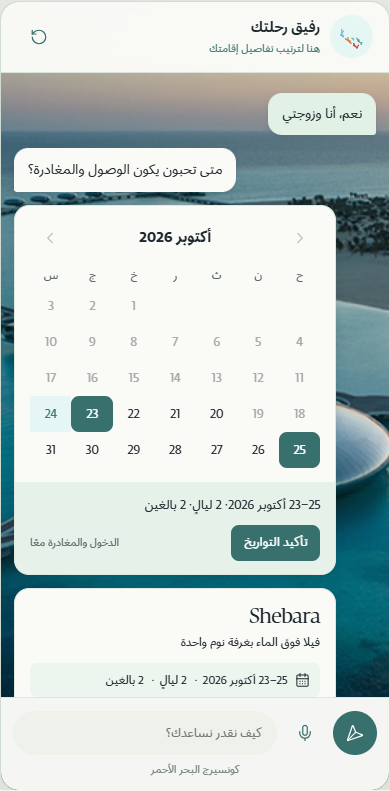 رفيق رحلتك
هنا لترتيب تفاصيل إقامتك
نعم، أنا وزوجتي
متى تحبون يكون الوصول والمغادرة؟
أكتوبر 2026
ح ن ث ر خ ج س
1 2 3
4 5 6 7 8 9 10
11 12 13 14 15 16 17
18 19 20 21 22 23 24
25 26 27 28 29 30 31
23–25 أكتوبر 2026 · 2 ليالٍ · 2 بالغين
تأكيد التواريخ
الدخول والمغادرة معًا
Shebara
فيلا فوق الماء بغرفة نوم واحدة
23–25 أكتوبر 2026 · 2 ليالٍ · 2 بالغين
كيف نقدر نساعدك؟
كونسيرج البحر الأحمر